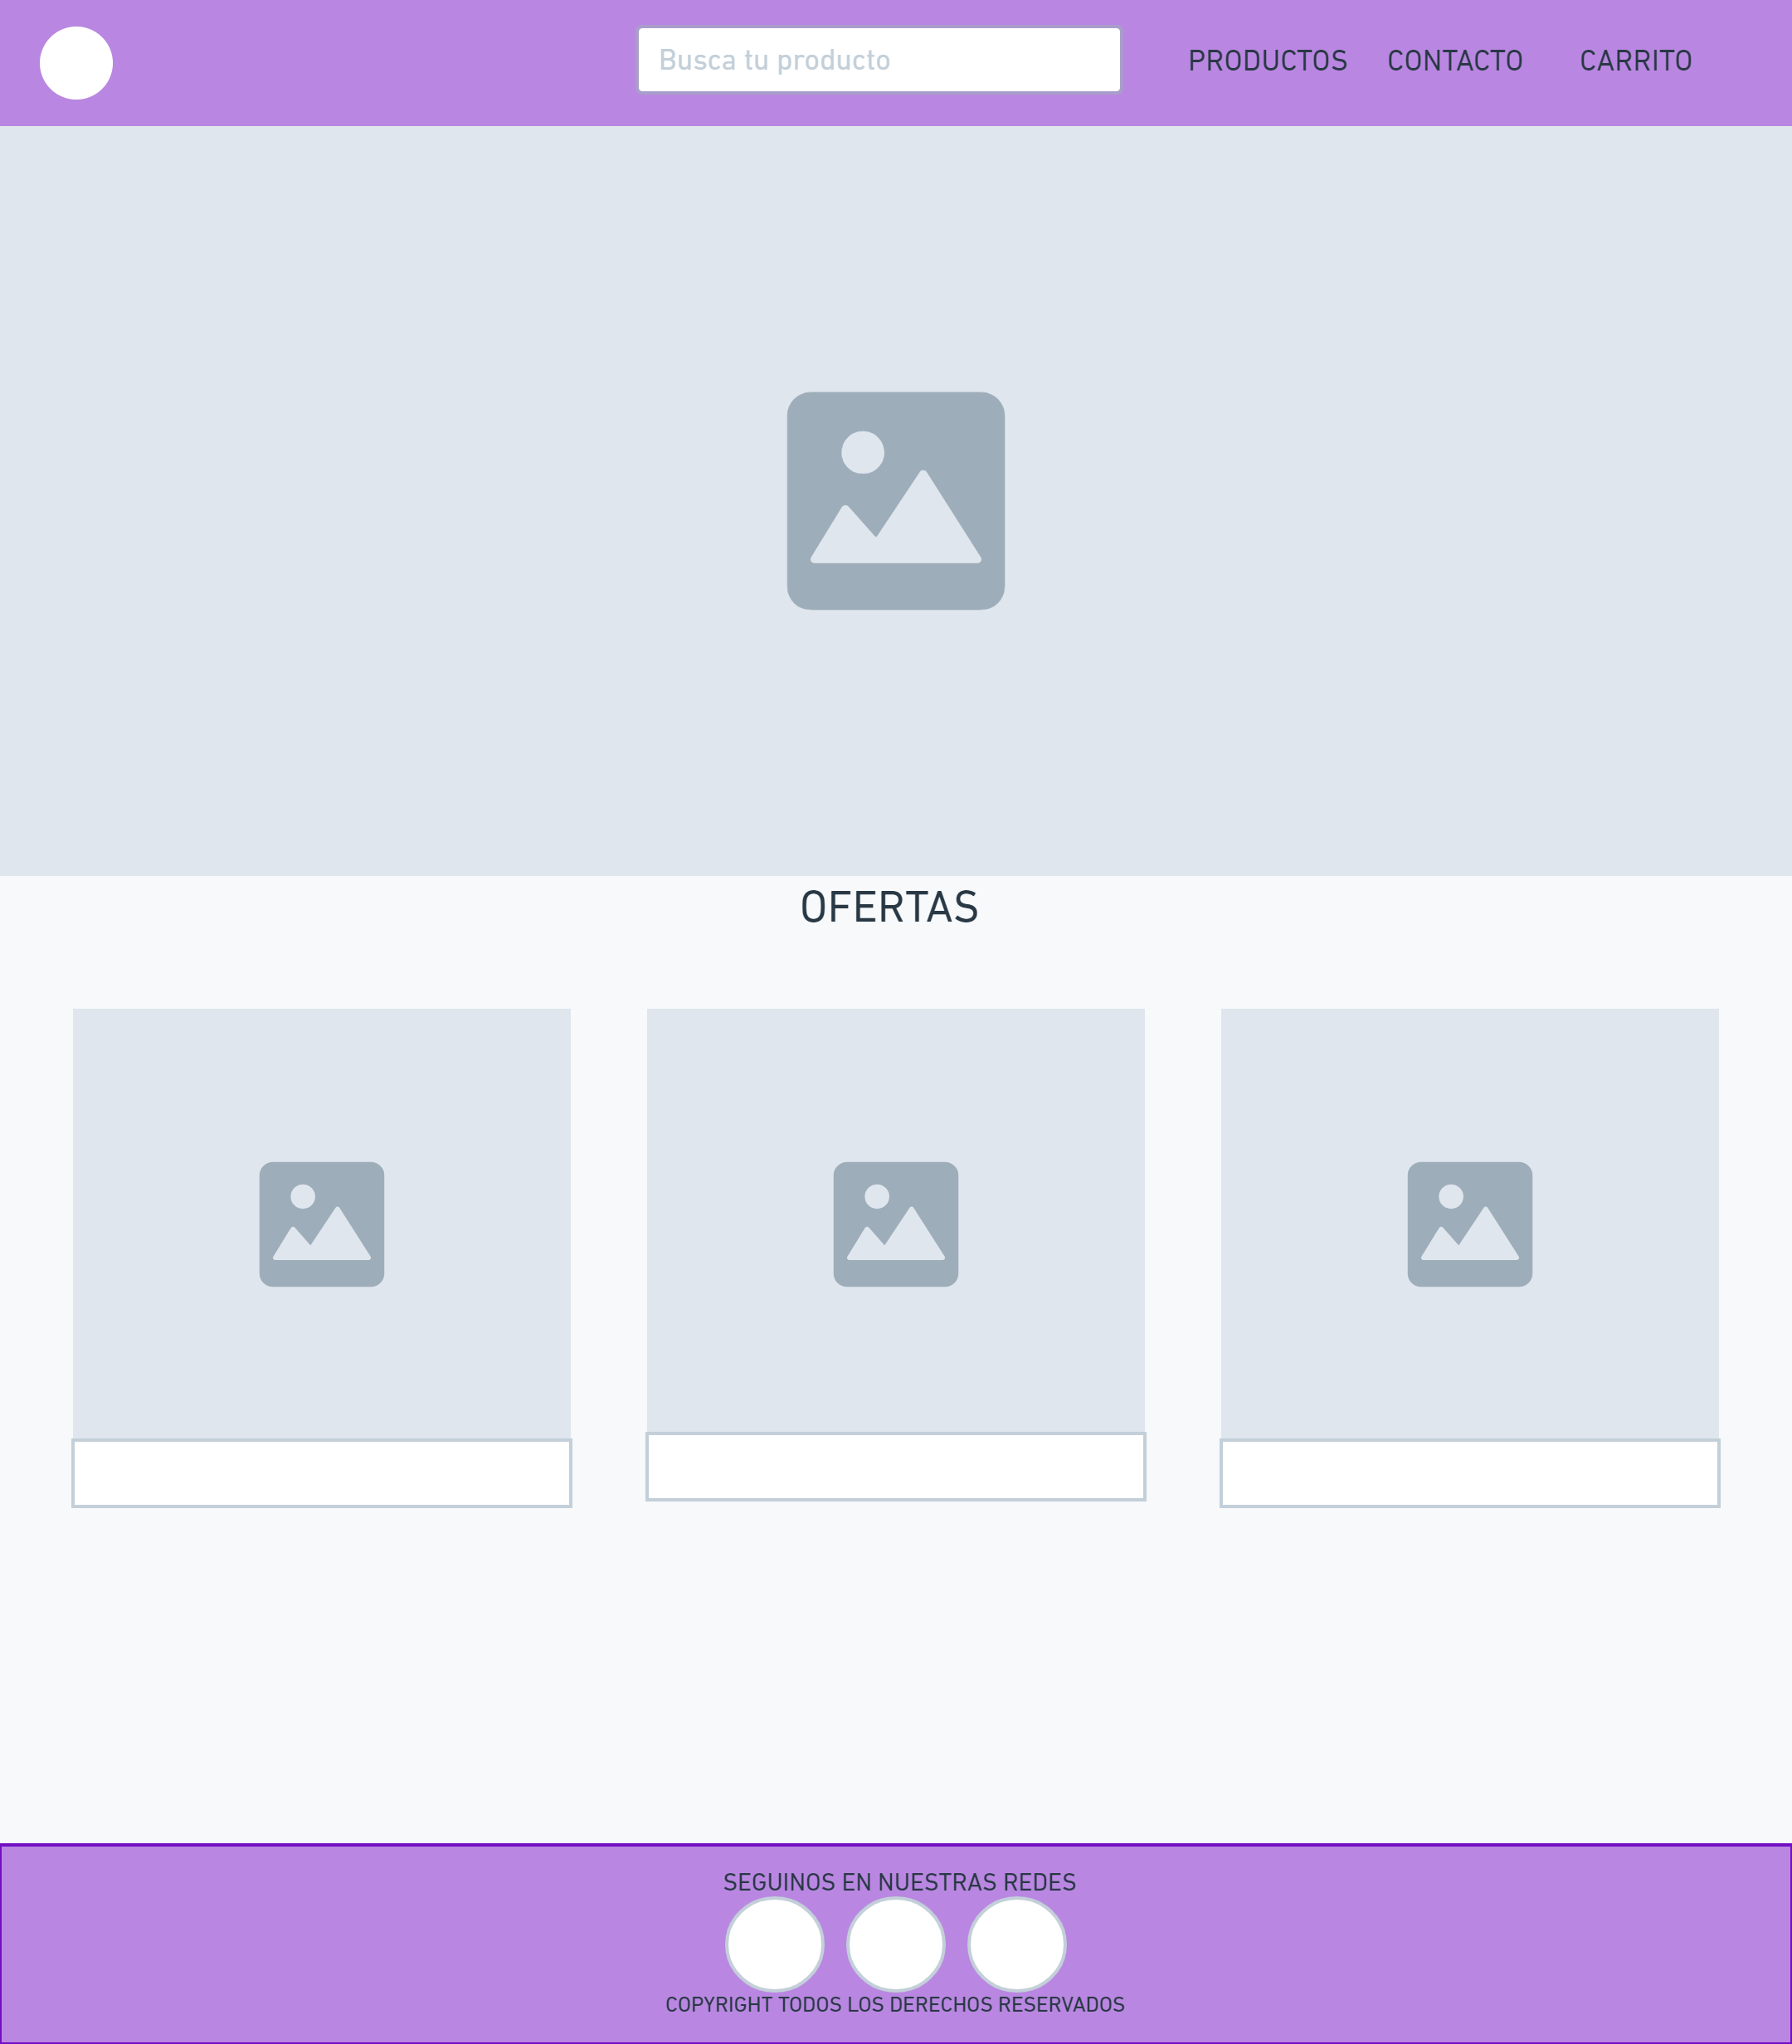 Busca tu producto
PRODUCTOS CONTACTO CARRITO
OFERTAS
SEGUINOS EN NUESTRAS REDES
COPYRIGHT TODOS LOS DERECHOS RESERVADOS